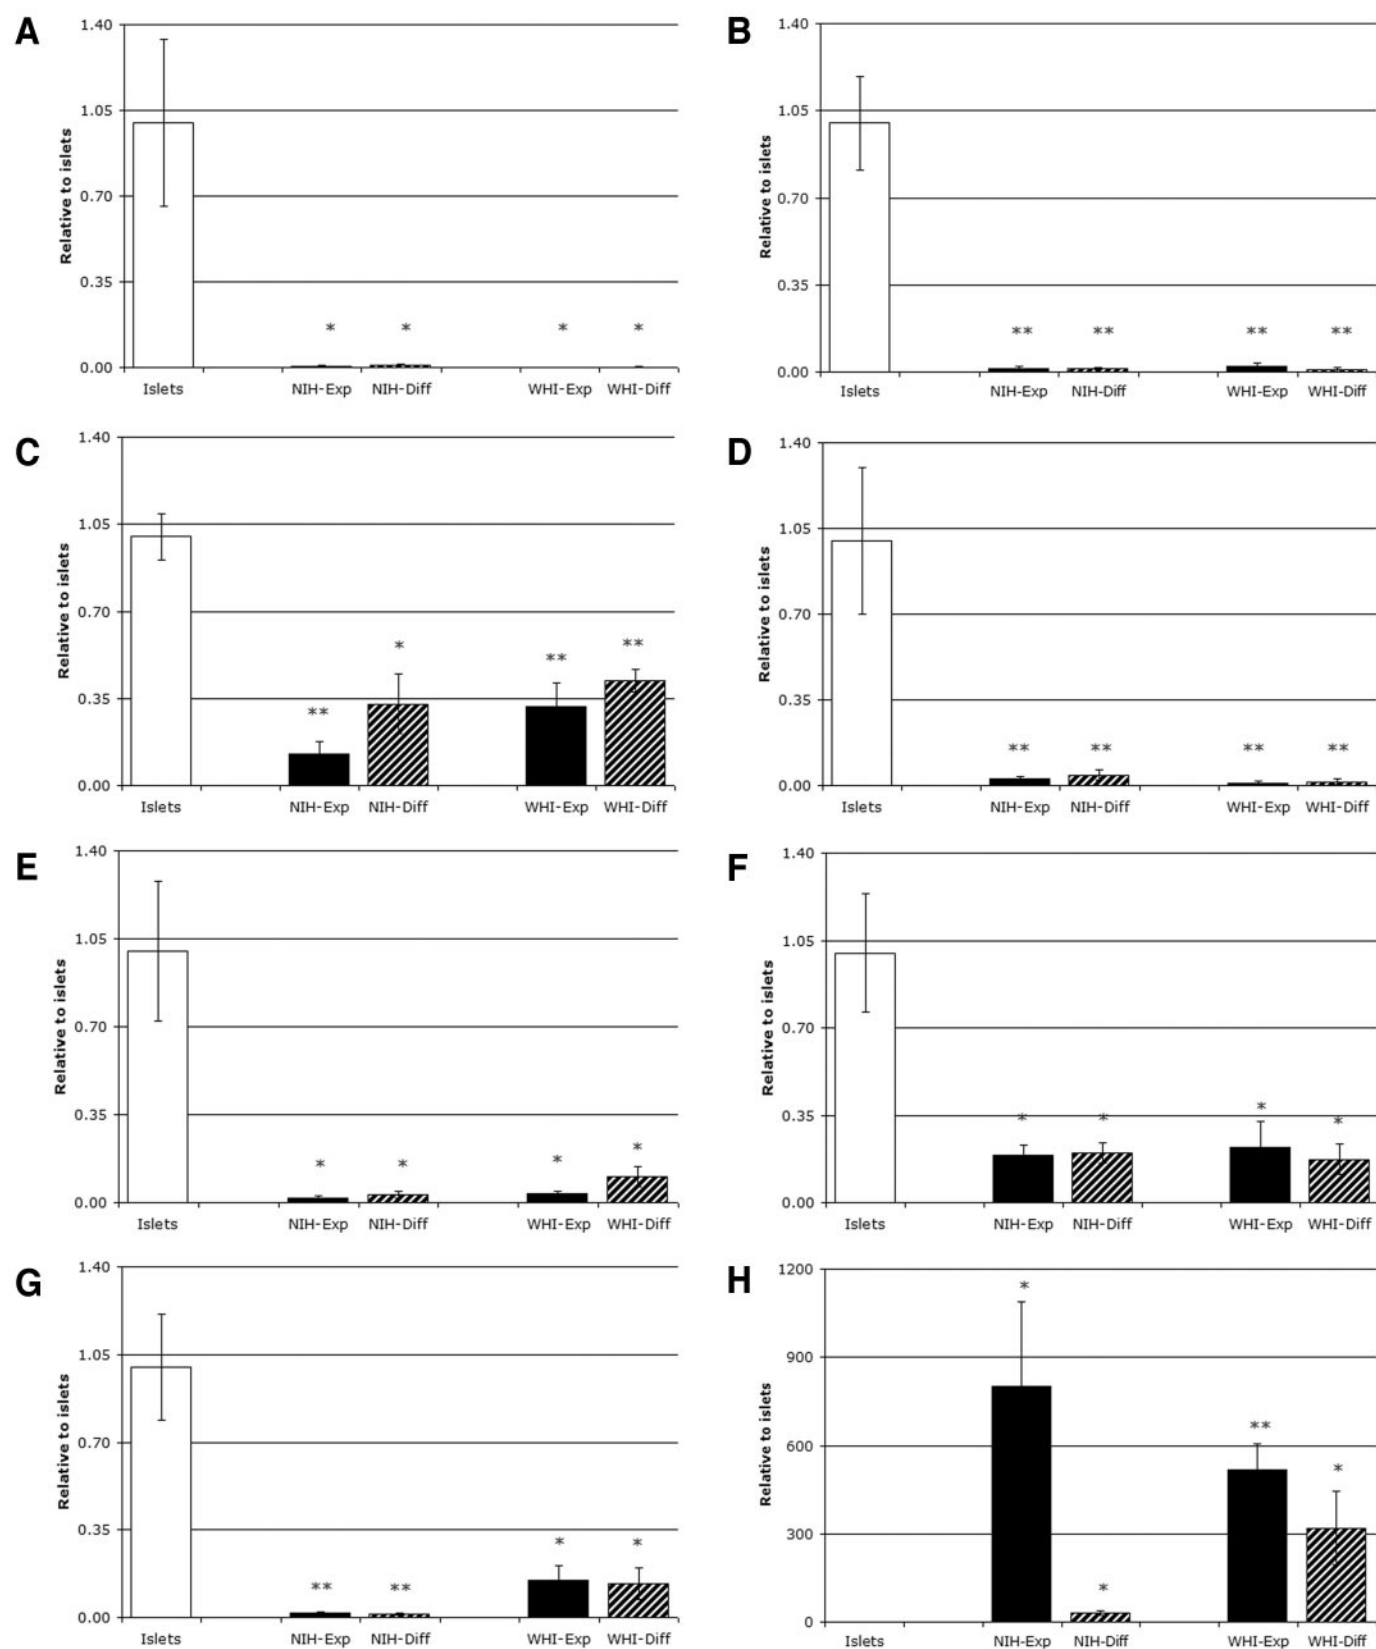 A
1.40
1.05
0.70
0.35
0.00
Relative to islets
* * * *
Islets NIH-Exp NIH-Diff WHI-Exp WHI-Diff
B
1.40
1.05
0.70
0.35
0.00
Relative to islets
** ** ** **
Islets NIH-Exp NIH-Diff WHI-Exp WHI-Diff
C
1.40
1.05
0.70
0.35
0.00
Relative to islets
** * ** **
Islets NIH-Exp NIH-Diff WHI-Exp WHI-Diff
D
1.40
1.05
0.70
0.35
0.00
Relative to islets
** ** ** **
Islets NIH-Exp NIH-Diff WHI-Exp WHI-Diff
E
1.40
1.05
0.70
0.35
0.00
Relative to islets
* * * *
Islets NIH-Exp NIH-Diff WHI-Exp WHI-Diff
F
1.40
1.05
0.70
0.35
0.00
Relative to islets
* * * *
Islets NIH-Exp NIH-Diff WHI-Exp WHI-Diff
G
1.40
1.05
0.70
0.35
0.00
Relative to islets
** ** * *
Islets NIH-Exp NIH-Diff WHI-Exp WHI-Diff
H
1200
900
600
300
0
Relative to islets
* * ** *
Islets NIH-Exp NIH-Diff WHI-Exp WHI-Diff